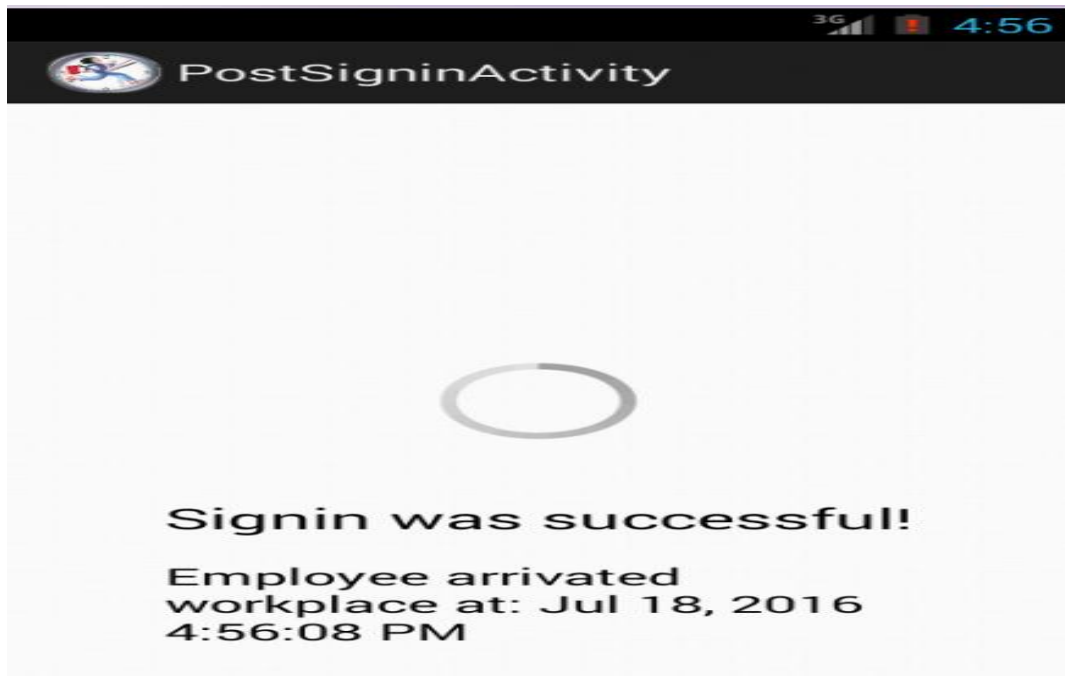 3G 4:56
PostSigninActivity
Signin was successful!
Employee arrivated
workplace at: Jul 18, 2016
4:56:08 PM